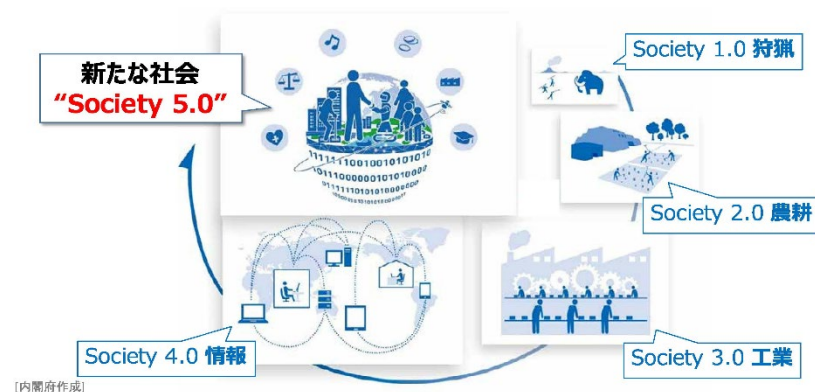 新たな社会
“Society 5.0”
Society 1.0 狩猟
Society 2.0 農耕
Society 3.0 工業
Society 4.0 情報
[内閣府作成]